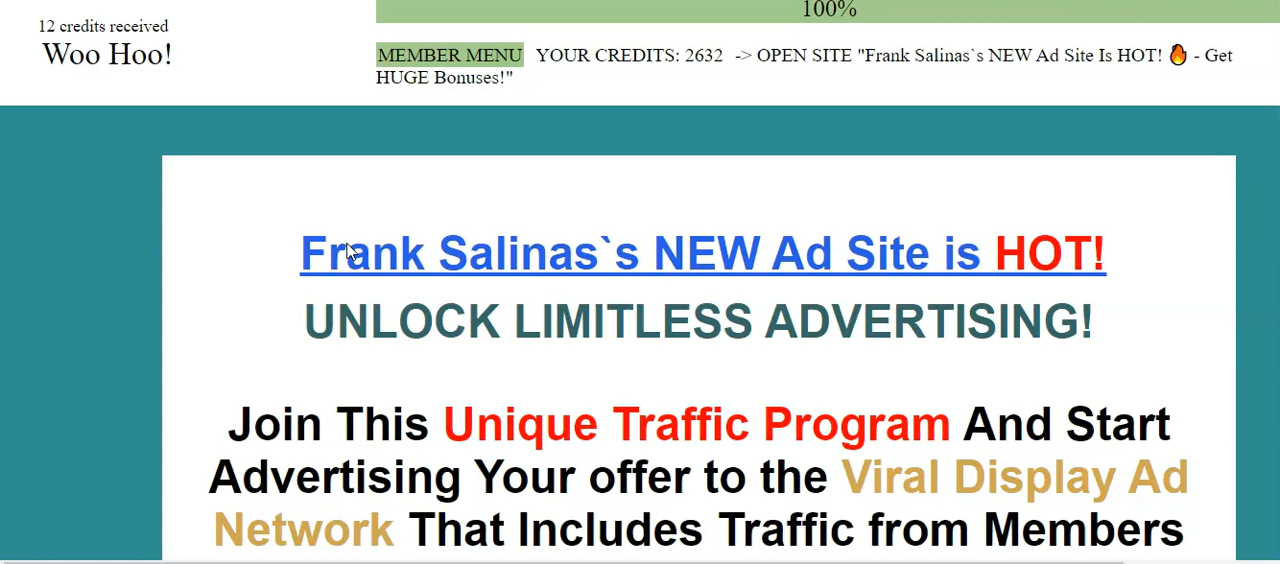 12 credits received
Woo Hoo!
100%
MEMBER MENU YOUR CREDITS: 2632 -> OPEN SITE "Frank Salinas`s NEW Ad Site Is HOT! 🔥 - Get
HUGE Bonuses!"
Frank Salinas`s NEW Ad Site is HOT!
UNLOCK LIMITLESS ADVERTISING!
Join This Unique Traffic Program And Start
Advertising Your offer to the Viral Display Ad
Network That Includes Traffic from Members